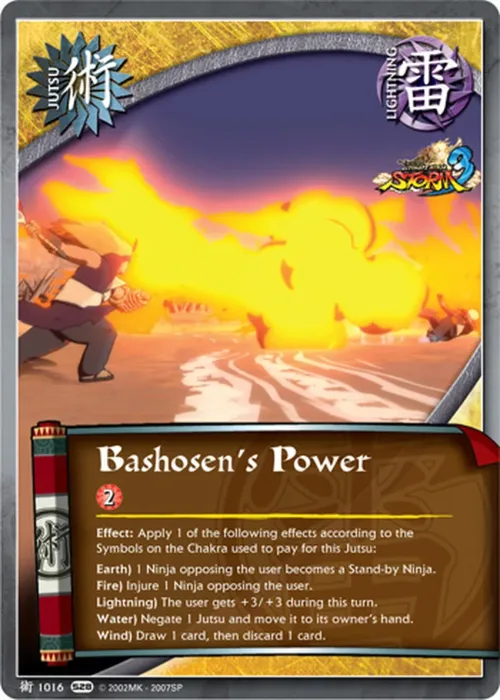 JUTSU
術
LIGHTNING
雷
STORM 3
Bashosen's Power
2
Effect: Apply 1 of the following effects according to the
Symbols on the Chakra used to pay for this Jutsu:
Earth) 1 Ninja opposing the user becomes a Stand-by Ninja.
Fire) Injure 1 Ninja opposing the user.
Lightning) The user gets +3/+3 during this turn.
Water) Negate 1 Jutsu and move it to its owner's hand.
Wind) Draw 1 card, then discard 1 card.
術
術 1016 S28 © 2002MK - 2007SP